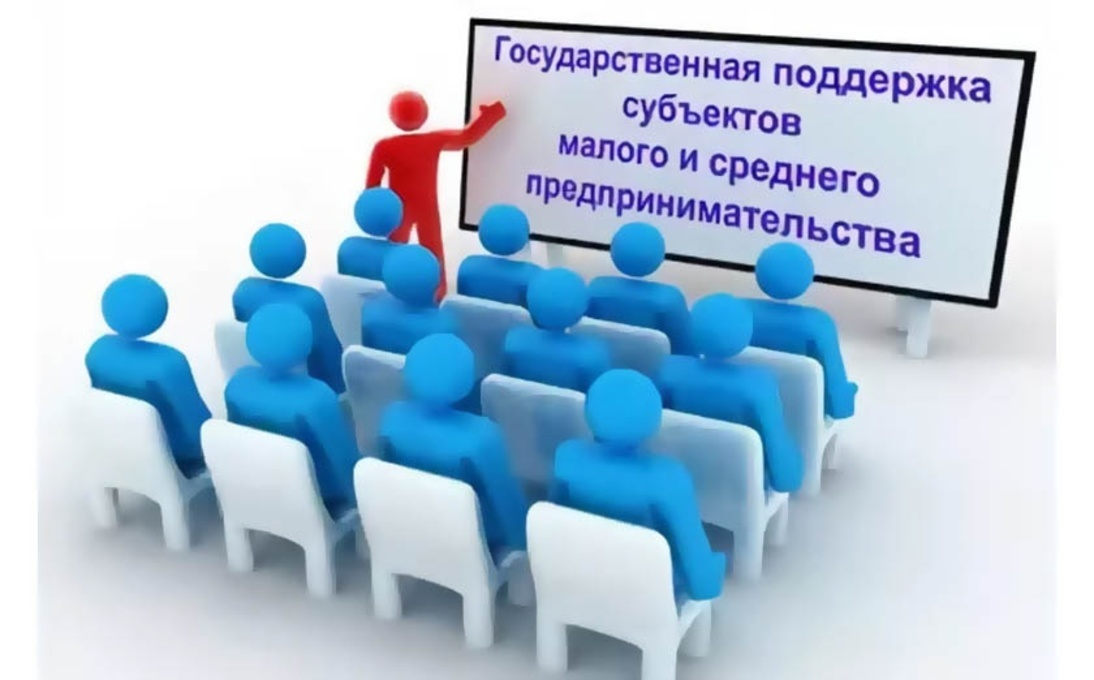 Государственная поддержка
субъектов
малого и среднего
предпринимательства